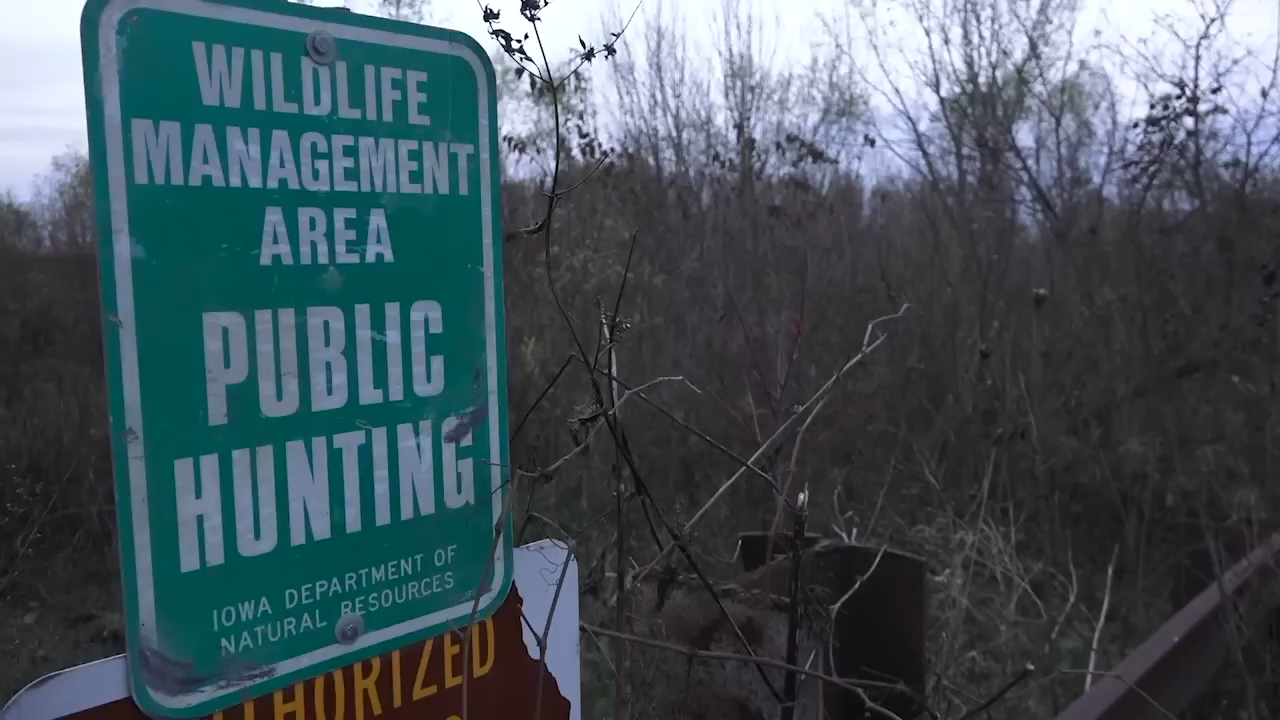 WILDLIFE
MANAGEMENT
AREA
PUBLIC
HUNTING
IOWA DEPARTMENT OF
NATURAL RESOURCES